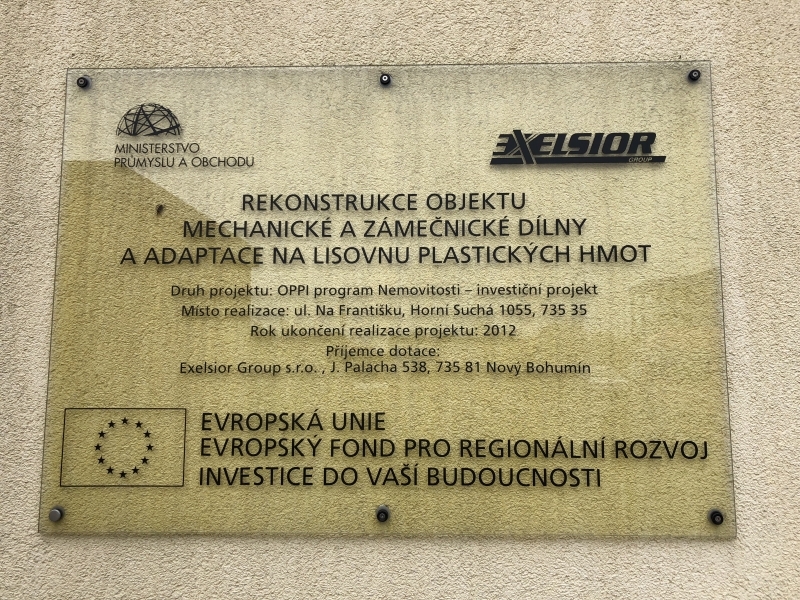 MINISTERSTVO
PRŮMYSLU A OBCHODU
EXELSIOR
GROUP
REKONSTRUKCE OBJEKTU
MECHANICKÉ A ZÁMEČNICKÉ DÍLNY
A ADAPTACE NA LISOVNU PLASTICKÝCH HMOT
Druh projektu: OPPI program Nemovitosti – investiční projekt
Místo realizace: ul. Na Františku, Horní Suchá 1055, 735 35
Rok ukončení realizace projektu: 2012
Příjemce dotace:
Exelsior Group s.r.o. , J. Palacha 538, 735 81 Nový Bohumín
EVROPSKÁ UNIE
EVROPSKÝ FOND PRO REGIONÁLNÍ ROZVOJ
INVESTICE DO VAŠÍ BUDOUCNOSTI